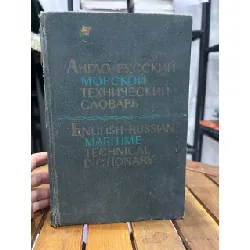 Англо-русский
морской
технический
словарь
English-Russian
maritime
technical
dictionary